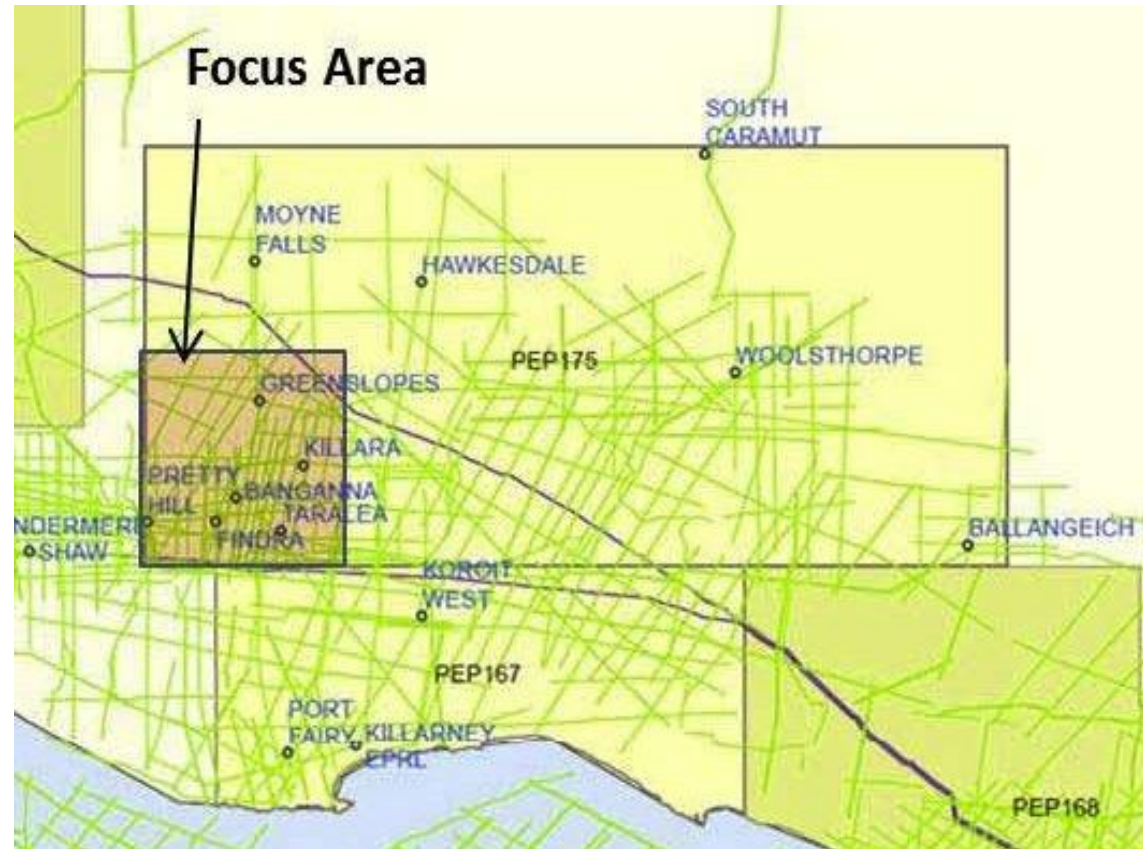 Focus Area
SOUTH
CARAMUT
MOYNE
FALLS
HAWKESDALE
PEP175
WOOLSTHORPE
GREENSLOPES
KILLARA
PRETTY
HILL
BANGANNA
TARALEA
FINDRA
NDERMERE
SHAW
BALLANGEICH
KOROIT
WEST
PEP167
PORT
FAIRY
KILLARNEY
EPRL
PEP168